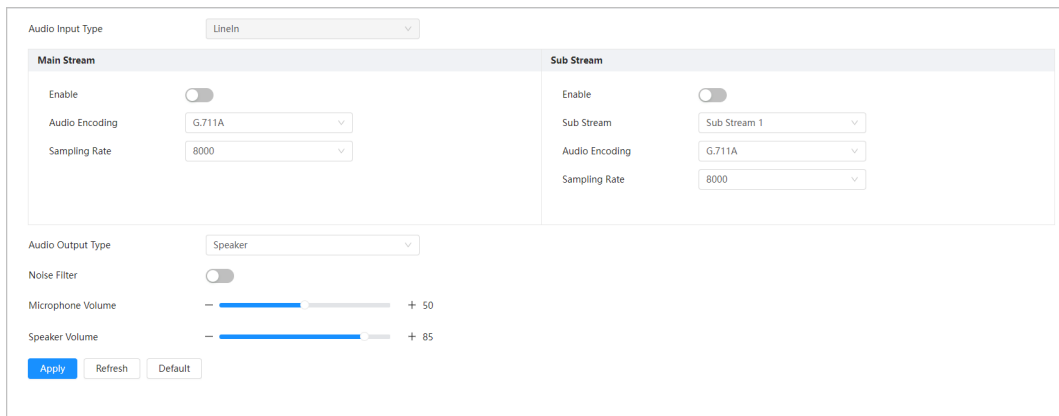 Audio Input Type LineIn
Main Stream Sub Stream
Enable Enable
Audio Encoding G.711A Sub Stream Sub Stream 1
Sampling Rate 8000 Audio Encoding G.711A
Sampling Rate 8000
Audio Output Type Speaker
Noise Filter
Microphone Volume − + 50
Speaker Volume − + 85
Apply Refresh Default